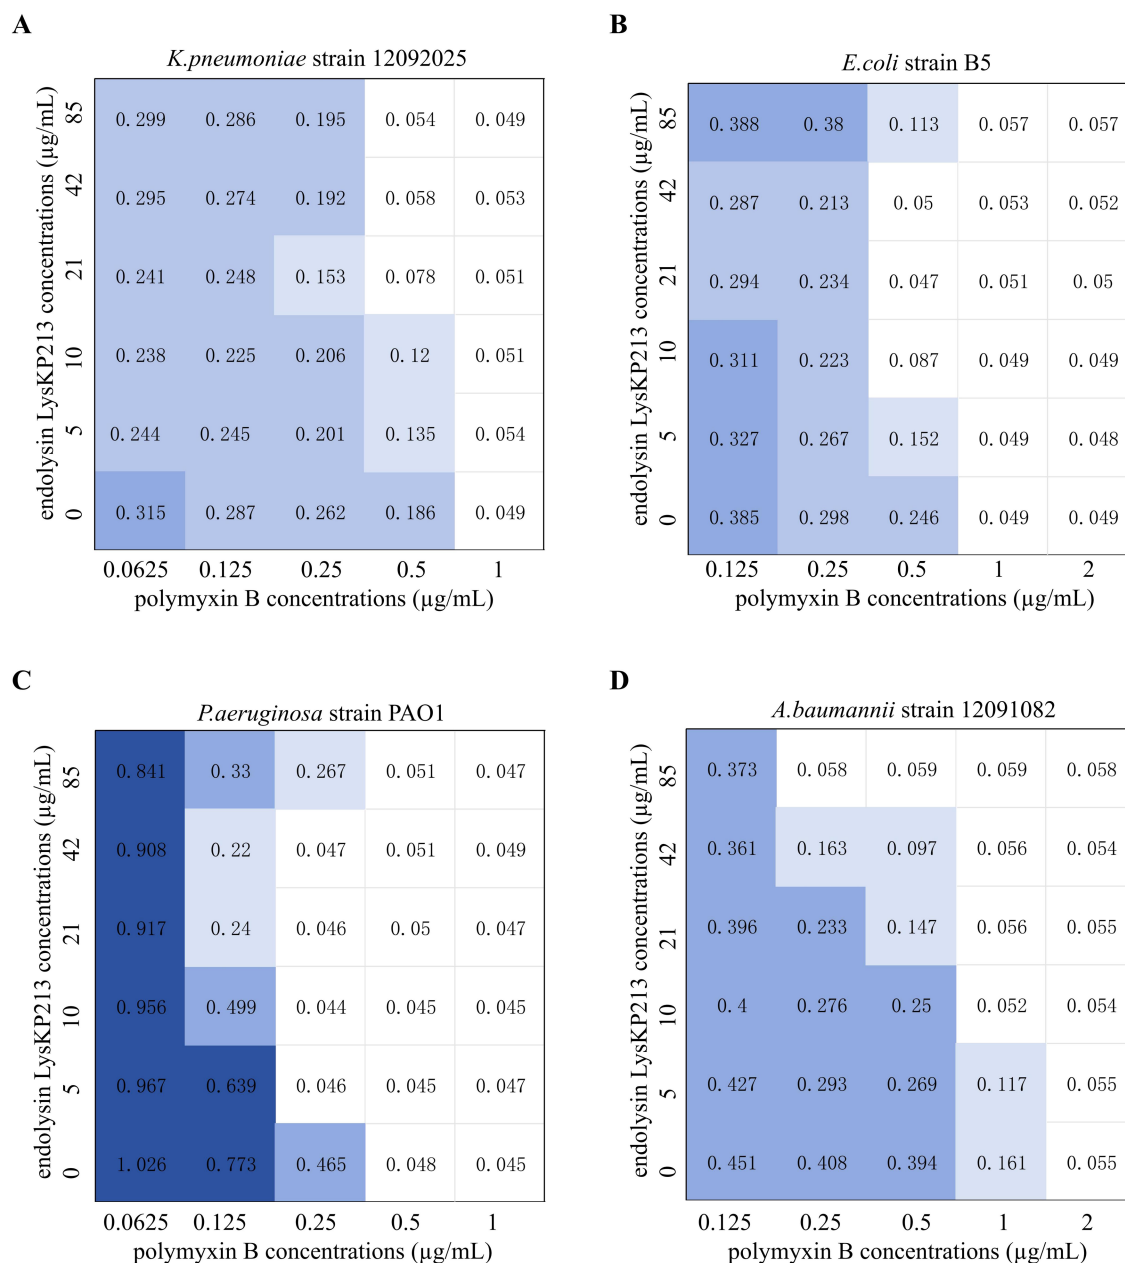 A
K.pneumoniae strain 12092025
endolysin LysKP213 concentrations (µg/mL)
85 0.299 0.286 0.195 0.054 0.049
42 0.295 0.274 0.192 0.058 0.053
21 0.241 0.248 0.153 0.078 0.051
10 0.238 0.225 0.206 0.12 0.051
5 0.244 0.245 0.201 0.135 0.054
0 0.315 0.287 0.262 0.186 0.049
0.0625 0.125 0.25 0.5 1
polymyxin B concentrations (µg/mL)
B
E.coli strain B5
endolysin LysKP213 concentrations (µg/mL)
85 0.388 0.38 0.113 0.057 0.057
42 0.287 0.213 0.05 0.053 0.052
21 0.294 0.234 0.047 0.051 0.05
10 0.311 0.223 0.087 0.049 0.049
5 0.327 0.267 0.152 0.049 0.048
0 0.385 0.298 0.246 0.049 0.049
0.125 0.25 0.5 1 2
polymyxin B concentrations (µg/mL)
C
P.aeruginosa strain PAO1
endolysin LysKP213 concentrations (µg/mL)
85 0.841 0.33 0.267 0.051 0.047
42 0.908 0.22 0.047 0.051 0.049
21 0.917 0.24 0.046 0.05 0.047
10 0.956 0.499 0.044 0.045 0.045
5 0.967 0.639 0.046 0.045 0.047
0 1.026 0.773 0.465 0.048 0.045
0.0625 0.125 0.25 0.5 1
polymyxin B concentrations (µg/mL)
D
A.baumannii strain 12091082
endolysin LysKP213 concentrations (µg/mL)
85 0.373 0.058 0.059 0.059 0.058
42 0.361 0.163 0.097 0.056 0.054
21 0.396 0.233 0.147 0.056 0.055
10 0.4 0.276 0.25 0.052 0.054
5 0.427 0.293 0.269 0.117 0.055
0 0.451 0.408 0.394 0.161 0.055
0.125 0.25 0.5 1 2
polymyxin B concentrations (µg/mL)